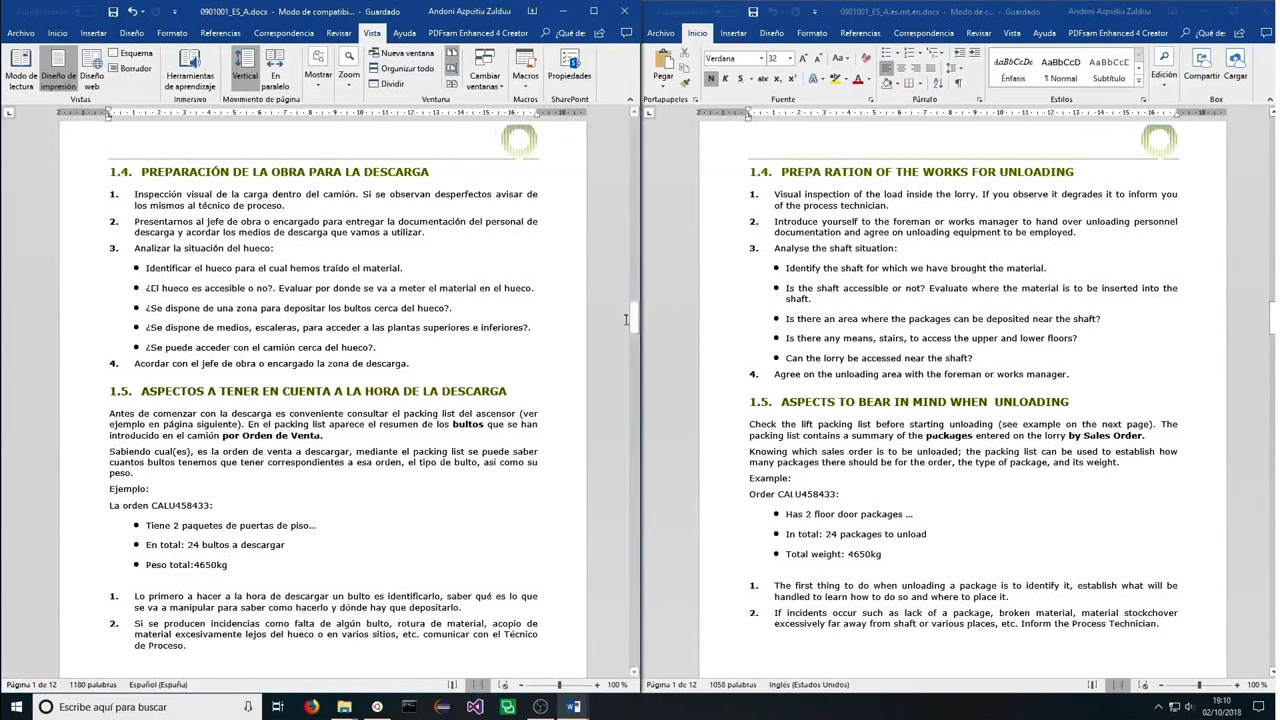 0901001_ES_A.docx - Modo de compatibi... - Guardado
Andoni Azpeitiu Zulduu
Archivo Inicio Insertar Diseño Formato Referencias Correspondencia Revisar Vista Ayuda PDFsam Enhanced 4 Creator ¿Qué des
Modo de lectura
Diseño de impresión
Diseño web
Esquema
Borrador
Vistas
Herramientas de aprendizaje
Inmersivo
Vertical
En paralelo
Movimiento de página
Mostrar
Zoom
Nueva ventana
Organizar todo
Dividir
Cambiar ventanas
Ventana
Macros
Macros
Propiedades
SharePoint
1.4. PREPARACIÓN DE LA OBRA PARA LA DESCARGA
1. Inspección visual de la carga dentro del camión. Si se observan desperfectos avisar de
los mismos al técnico de proceso.
2. Presentarnos al jefe de obra o encargado para entregar la documentación del personal de
descarga y acordar los medios de descarga que vamos a utilizar.
3. Analizar la situación del hueco:
• Identificar el hueco para el cual hemos traído el material.
• ¿El hueco es accesible o no?. Evaluar por donde se va a meter el material en el hueco.
• ¿Se dispone de una zona para depositar los bultos cerca del hueco?.
• ¿Se dispone de medios, escaleras, para acceder a las plantas superiores e inferiores?.
• ¿Se puede acceder con el camión cerca del hueco?.
4. Acordar con el jefe de obra o encargado la zona de descarga.
1.5. ASPECTOS A TENER EN CUENTA A LA HORA DE LA DESCARGA
Antes de comenzar con la descarga es conveniente consultar el packing list del ascensor (ver
ejemplo en página siguiente). En el packing list aparece el resumen de los bultos que se han
introducido en el camión por Orden de Venta.
Sabiendo cual(es), es la orden de venta a descargar, mediante el packing list se puede saber
cuantos bultos tenemos que tener correspondientes a esa orden, el tipo de bulto, así como su
peso.
Ejemplo:
La orden CALU458433:
• Tiene 2 paquetes de puertas de piso...
• En total: 24 bultos a descargar
• Peso total:4650kg
1. Lo primero a hacer a la hora de descargar un bulto es identificarlo, saber qué es lo que
se va a manipular para saber como hacerlo y dónde hay que depositarlo.
2. Si se producen incidencias como falta de algún bulto, rotura de material, acopio de
material excesivamente lejos del hueco o en varios sitios, etc. comunicar con el Técnico
de Proceso.
Página 1 de 12 1180 palabras Español (España) 100 %
0901001_ES_A.es.mt.en.docx - Modo de c... - Guardado
Andoni Azpeitiu Zulduu
Archivo Inicio Insertar Diseño Formato Referencias Correspondencia Revisar Vista Ayuda PDFsam Enhanced 4 Creator ¿Qué des
Pegar
Portapapeles
Verdana 32
N K S
Fuente
Párrafo
AaBbCcD AaBbCcD AaBbCcD
Énfasis ¶ Normal Subtítulo
Estilos
Edición
Compartir Cargar
Box
1.4. PREPA RATION OF THE WORKS FOR UNLOADING
1. Visual inspection of the load inside the lorry. If you observe it degrades it to inform you
of the process technician.
2. Introduce yourself to the foreman or works manager to hand over unloading personnel
documentation and agree on unloading equipment to be employed.
3. Analyse the shaft situation:
• Identify the shaft for which we have brought the material.
• Is the shaft accessible or not? Evaluate where the material is to be inserted into the
shaft.
• Is there an area where the packages can be deposited near the shaft?
• Is there any means, stairs, to access the upper and lower floors?
• Can the lorry be accessed near the shaft?
4. Agree on the unloading area with the foreman or works manager.
1.5. ASPECTS TO BEAR IN MIND WHEN UNLOADING
Check the lift packing list before starting unloading (see example on the next page). The
packing list contains a summary of the packages entered on the lorry by Sales Order.
Knowing which sales order is to be unloaded; the packing list can be used to establish how
many packages there should be for the order, the type of package, and its weight.
Example:
Order CALU458433:
• Has 2 floor door packages ...
• In total: 24 packages to unload
• Total weight: 4650kg
1. The first thing to do when unloading a package is to identify it, establish what will be
handled to learn how to do so and where to place it.
2. If incidents occur such as lack of a package, broken material, material stockchover
excessively far away from shaft or various places, etc. Inform the Process Technician.
Página 1 de 12 1058 palabras Inglés (Estados Unidos) 100 %
Escribe aquí para buscar
19:10
02/10/2018